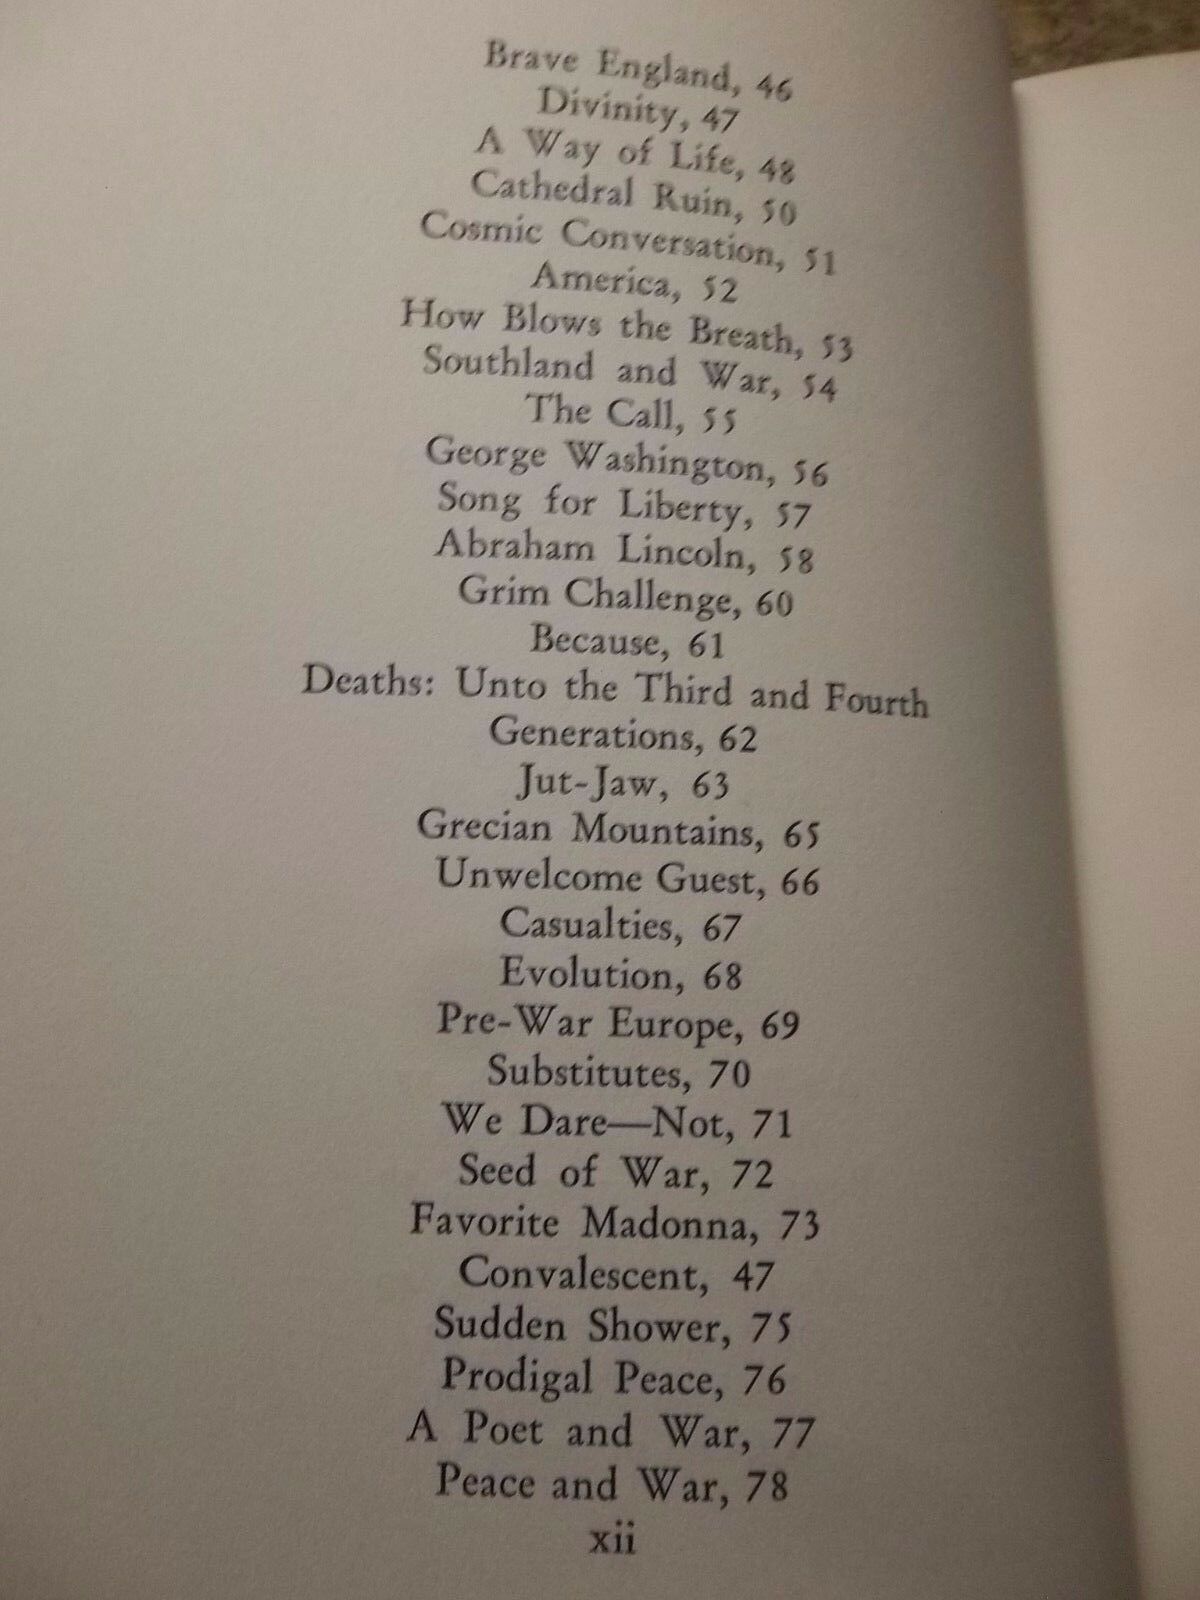 Brave England, 46
Divinity, 47
A Way of Life, 48
Cathedral Ruin, 50
Cosmic Conversation, 51
America, 52
How Blows the Breath, 53
Southland and War, 54
The Call, 55
George Washington, 56
Song for Liberty, 57
Abraham Lincoln, 58
Grim Challenge, 60
Because, 61
Deaths: Unto the Third and Fourth
Generations, 62
Jut-Jaw, 63
Grecian Mountains, 65
Unwelcome Guest, 66
Casualties, 67
Evolution, 68
Pre-War Europe, 69
Substitutes, 70
We Dare—Not, 71
Seed of War, 72
Favorite Madonna, 73
Convalescent, 47
Sudden Shower, 75
Prodigal Peace, 76
A Poet and War, 77
Peace and War, 78
xii